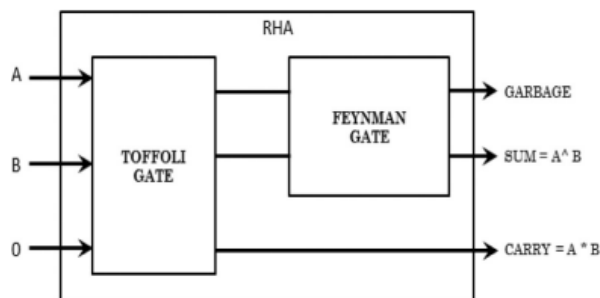 RHA
A
B
0
TOFFOLI
GATE
FEYNMAN
GATE
GARBAGE
SUM = A^ B
CARRY = A * B